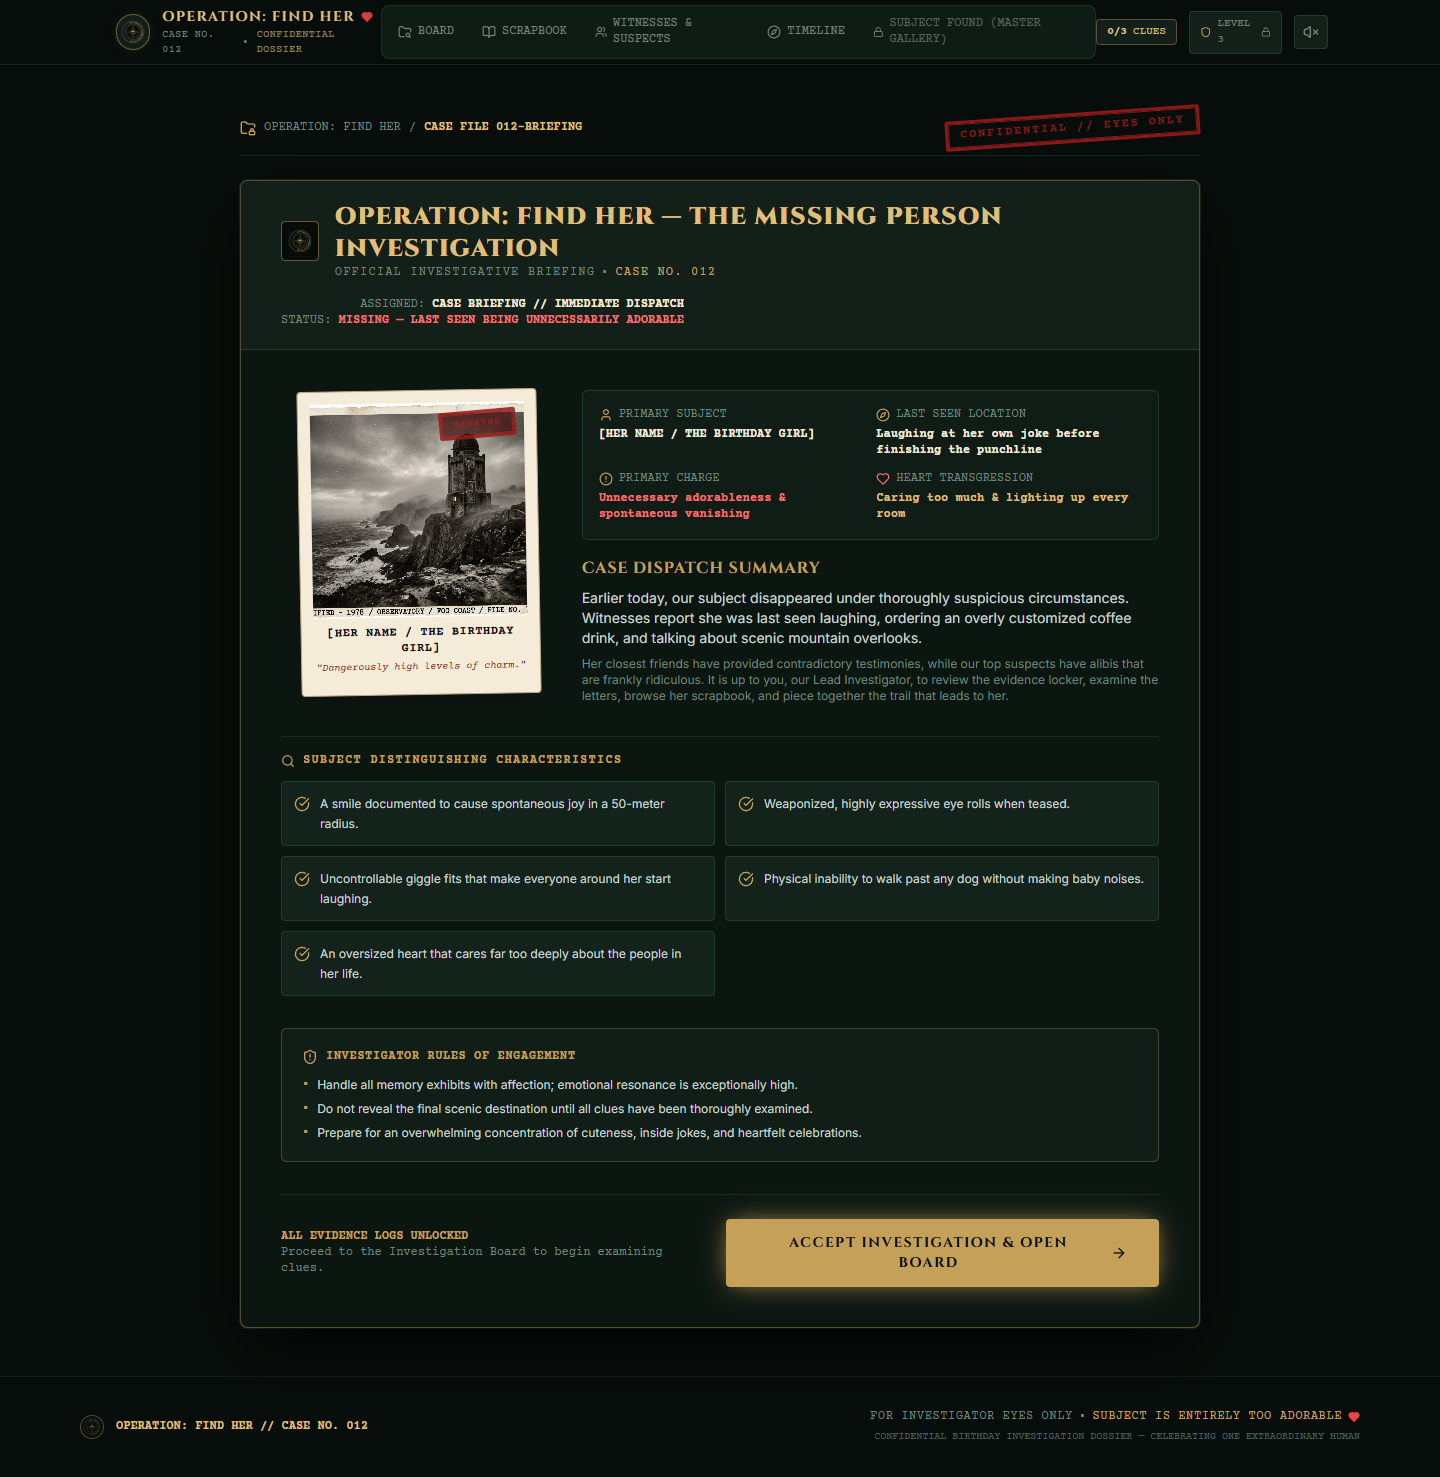 OPERATION: FIND HER
CASE NO. 012 • CONFIDENTIAL DOSSIER
BOARD
SCRAPBOOK
WITNESSES & SUSPECTS
TIMELINE
SUBJECT FOUND (MASTER GALLERY)
0/3 CLUES
LEVEL 3
OPERATION: FIND HER / CASE FILE 012-BRIEFING
CONFIDENTIAL // EYES ONLY
OPERATION: FIND HER — THE MISSING PERSON
INVESTIGATION
OFFICIAL INVESTIGATIVE BRIEFING • CASE NO. 012
ASSIGNED: CASE BRIEFING // IMMEDIATE DISPATCH
STATUS: MISSING — LAST SEEN BEING UNNECESSARILY ADORABLE
MISSING
TFIED - 1978 / OBSERVATORY / FOG COAST / FILE NO.
[HER NAME / THE BIRTHDAY
GIRL]
"Dangerously high levels of charm."
PRIMARY SUBJECT
[HER NAME / THE BIRTHDAY GIRL]
LAST SEEN LOCATION
Laughing at her own joke before
finishing the punchline
PRIMARY CHARGE
Unnecessary adorableness &
spontaneous vanishing
HEART TRANSGRESSION
Caring too much & lighting up every
room
CASE DISPATCH SUMMARY
Earlier today, our subject disappeared under thoroughly suspicious circumstances.
Witnesses report she was last seen laughing, ordering an overly customized coffee
drink, and talking about scenic mountain overlooks.
Her closest friends have provided contradictory testimonies, while our top suspects have alibis that
are frankly ridiculous. It is up to you, our Lead Investigator, to review the evidence locker, examine the
letters, browse her scrapbook, and piece together the trail that leads to her.
SUBJECT DISTINGUISHING CHARACTERISTICS
A smile documented to cause spontaneous joy in a 50-meter
radius.
Weaponized, highly expressive eye rolls when teased.
Uncontrollable giggle fits that make everyone around her start
laughing.
Physical inability to walk past any dog without making baby noises.
An oversized heart that cares far too deeply about the people in
her life.
INVESTIGATOR RULES OF ENGAGEMENT
▪ Handle all memory exhibits with affection; emotional resonance is exceptionally high.
▪ Do not reveal the final scenic destination until all clues have been thoroughly examined.
▪ Prepare for an overwhelming concentration of cuteness, inside jokes, and heartfelt celebrations.
ALL EVIDENCE LOGS UNLOCKED
Proceed to the Investigation Board to begin examining
clues.
ACCEPT INVESTIGATION & OPEN
BOARD
OPERATION: FIND HER // CASE NO. 012
FOR INVESTIGATOR EYES ONLY • SUBJECT IS ENTIRELY TOO ADORABLE
CONFIDENTIAL BIRTHDAY INVESTIGATION DOSSIER — CELEBRATING ONE EXTRAORDINARY HUMAN